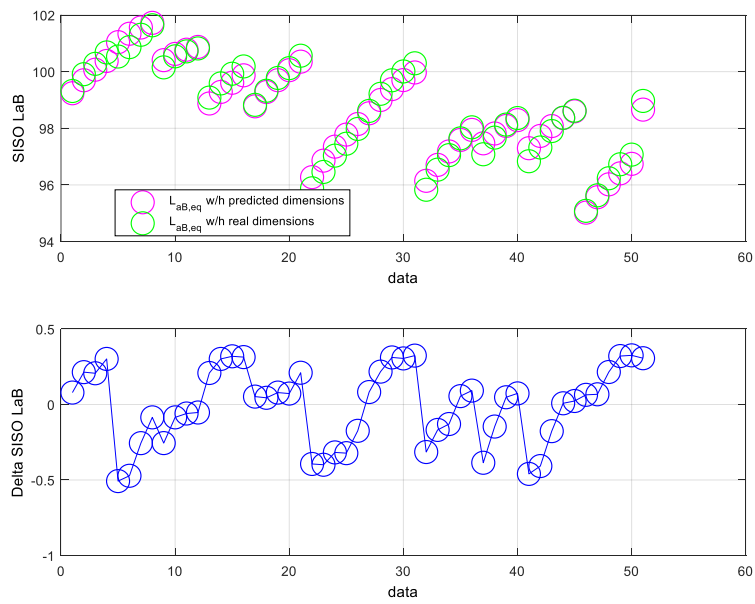 102
100
98
96
94
SISO LaB
L_aB,eq w/h predicted dimensions
L_aB,eq w/h real dimensions
0 10 20 30 40 50 60
data
0.5
0
-0.5
-1
Delta SISO LaB
0 10 20 30 40 50 60
data